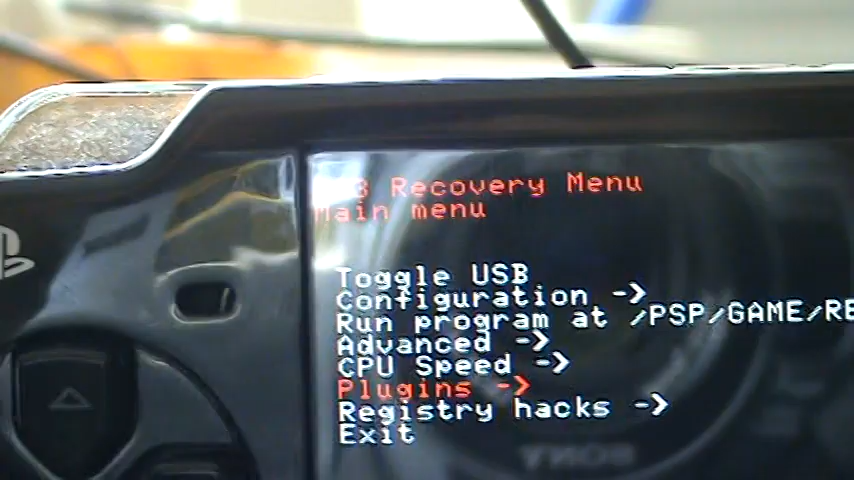 Recovery Menu
Main menu
Toggle USB
Configuration ->
Run program at /PSP/GAME/RE
Advanced ->
CPU Speed ->
Plugins ->
Registry hacks ->
Exit
SONY